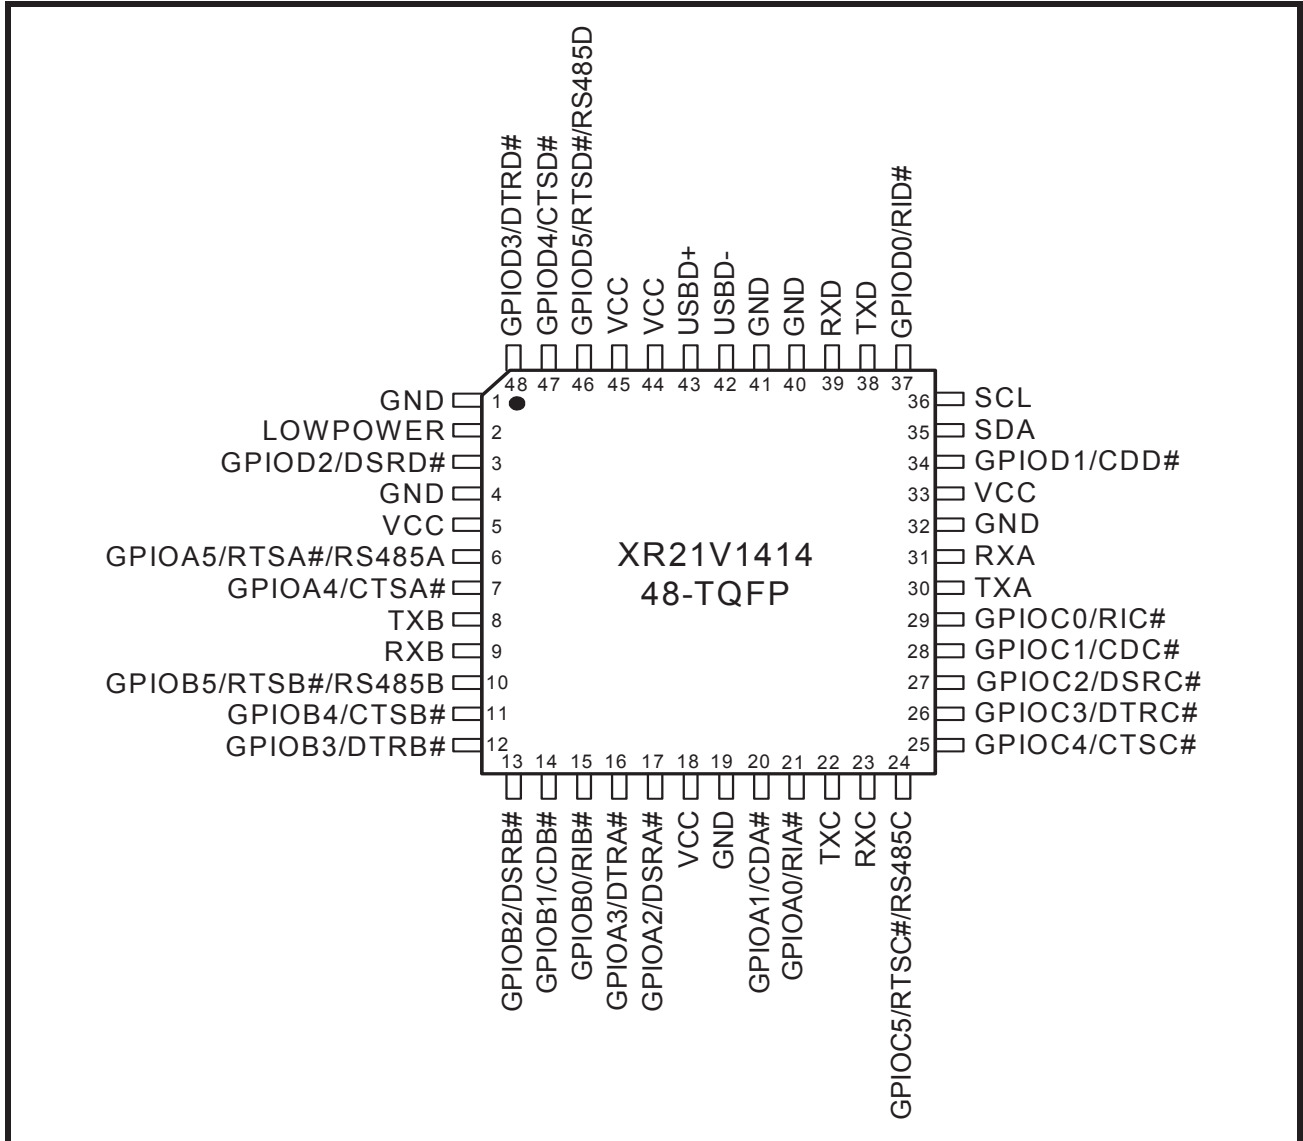 GPIOD3/DTRD#
GPIOD4/CTSD#
GPIOD5/RTSD#/RS485D
VCC
VCC
USBD+
USBD-
GND
GND
RXD
TXD
GPIOD0/RID#
48 47 46 45 44 43 42 41 40 39 38 37
GND 1
LOWPOWER 2
GPIOD2/DSRD# 3
GND 4
VCC 5
GPIOA5/RTSA#/RS485A 6
GPIOA4/CTSA# 7
TXB 8
RXB 9
GPIOB5/RTSB#/RS485B 10
GPIOB4/CTSB# 11
GPIOB3/DTRB# 12
XR21V1414
48-TQFP
36 SCL
35 SDA
34 GPIOD1/CDD#
33 VCC
32 GND
31 RXA
30 TXA
29 GPIOC0/RIC#
28 GPIOC1/CDC#
27 GPIOC2/DSRC#
26 GPIOC3/DTRC#
25 GPIOC4/CTSC#
13 14 15 16 17 18 19 20 21 22 23 24
GPIOB2/DSRB#
GPIOB1/CDB#
GPIOB0/RIB#
GPIOA3/DTRA#
GPIOA2/DSRA#
VCC
GND
GPIOA1/CDA#
GPIOA0/RIA#
TXC
RXC
GPIOC5/RTSC#/RS485C